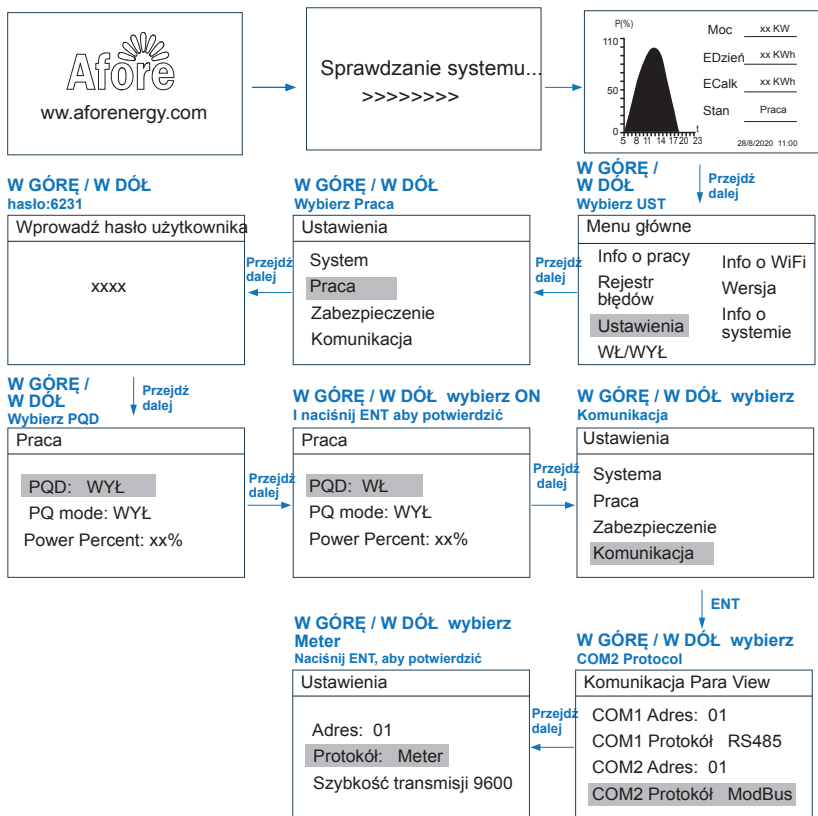 Afore
ww.aforenergy.com
Sprawdzanie systemu...
>>>>>>>>
P(%)
110
50
0
5 8 11 14 17 20 23
t
Moc xx KW
EDzień xx KWh
ECalk xx KWh
Stan Praca
28/8/2020 11:00
W GÓRĘ / W DÓŁ
hasło:6231
Wprowadź hasło użytkownika
xxxx
W GÓRĘ / W DÓŁ
Wybierz Praca
Ustawienia
System
Praca
Zabezpieczenie
Komunikacja
Przejdź
dalej
W GÓRĘ /
W DÓŁ
Wybierz UST
Przejdź
dalej
Menu główne
Info o pracy
Rejestr
błędów
Ustawienia
WŁ/WYŁ
Info o WiFi
Wersja
Info o
systemie
Przejdź
dalej
W GÓRĘ /
W DÓŁ
Wybierz PQD
Przejdź
dalej
Praca
PQD: WYŁ
PQ mode: WYŁ
Power Percent: xx%
Przejdź
dalej
W GÓRĘ / W DÓŁ wybierz ON
I naciśnij ENT aby potwierdzić
Praca
PQD: WŁ
PQ mode: WYŁ
Power Percent: xx%
Przejdź
dalej
W GÓRĘ / W DÓŁ wybierz
Komunikacja
Ustawienia
Systema
Praca
Zabezpieczenie
Komunikacja
ENT
W GÓRĘ / W DÓŁ wybierz
Meter
Naciśnij ENT, aby potwierdzić
Ustawienia
Adres: 01
Protokół: Meter
Szybkość transmisji 9600
Przejdź
dalej
W GÓRĘ / W DÓŁ wybierz
COM2 Protocol
Komunikacja Para View
COM1 Adres: 01
COM1 Protokół RS485
COM2 Adres: 01
COM2 Protokół ModBus